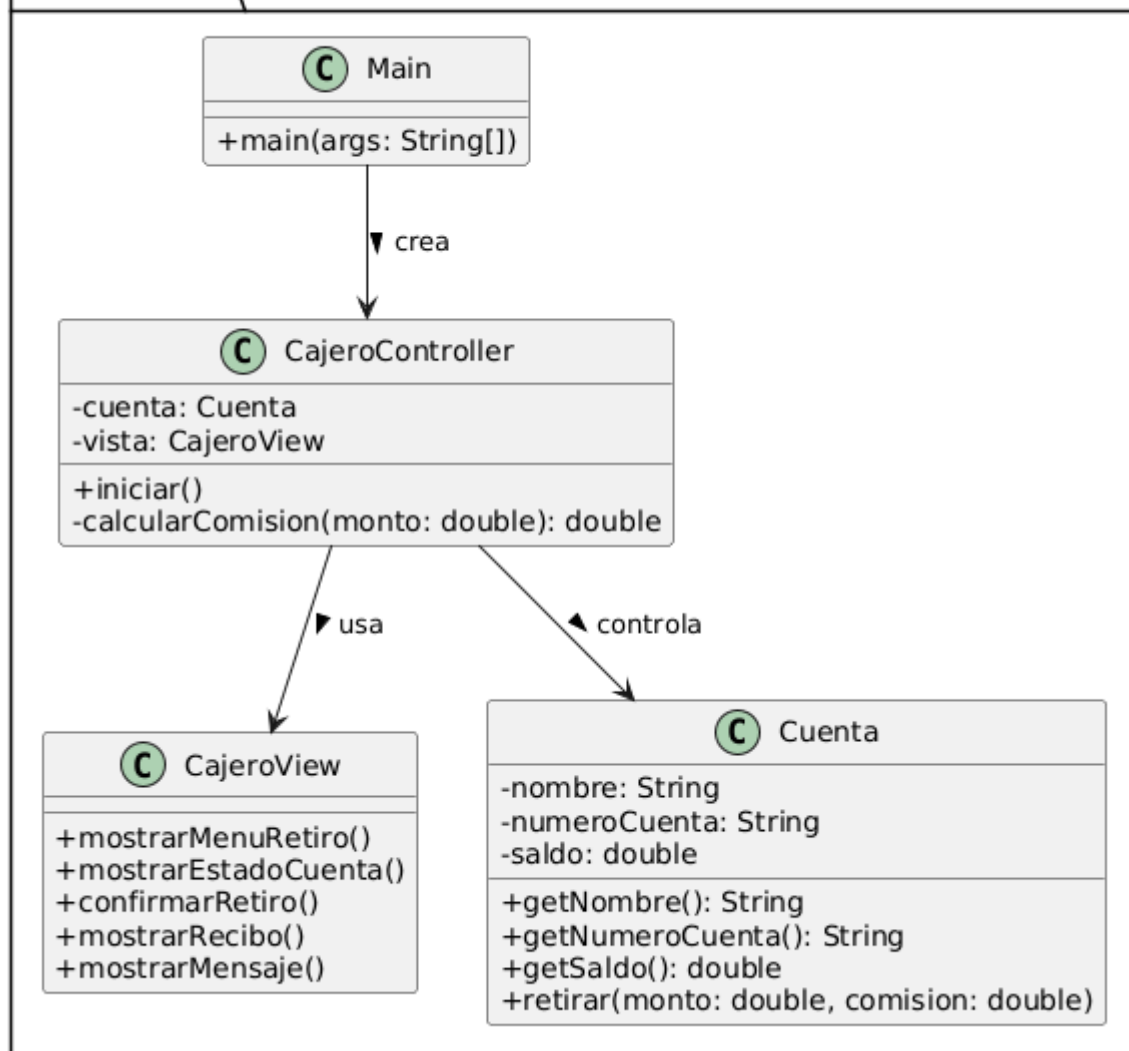 C Main
+main(args: String[])
crea
C CajeroController
-cuenta: Cuenta
-vista: CajeroView
+iniciar()
-calcularComision(monto: double): double
usa
controla
C CajeroView
+mostrarMenuRetiro()
+mostrarEstadoCuenta()
+confirmarRetiro()
+mostrarRecibo()
+mostrarMensaje()
C Cuenta
-nombre: String
-numeroCuenta: String
-saldo: double
+getNombre(): String
+getNumeroCuenta(): String
+getSaldo(): double
+retirar(monto: double, comision: double)